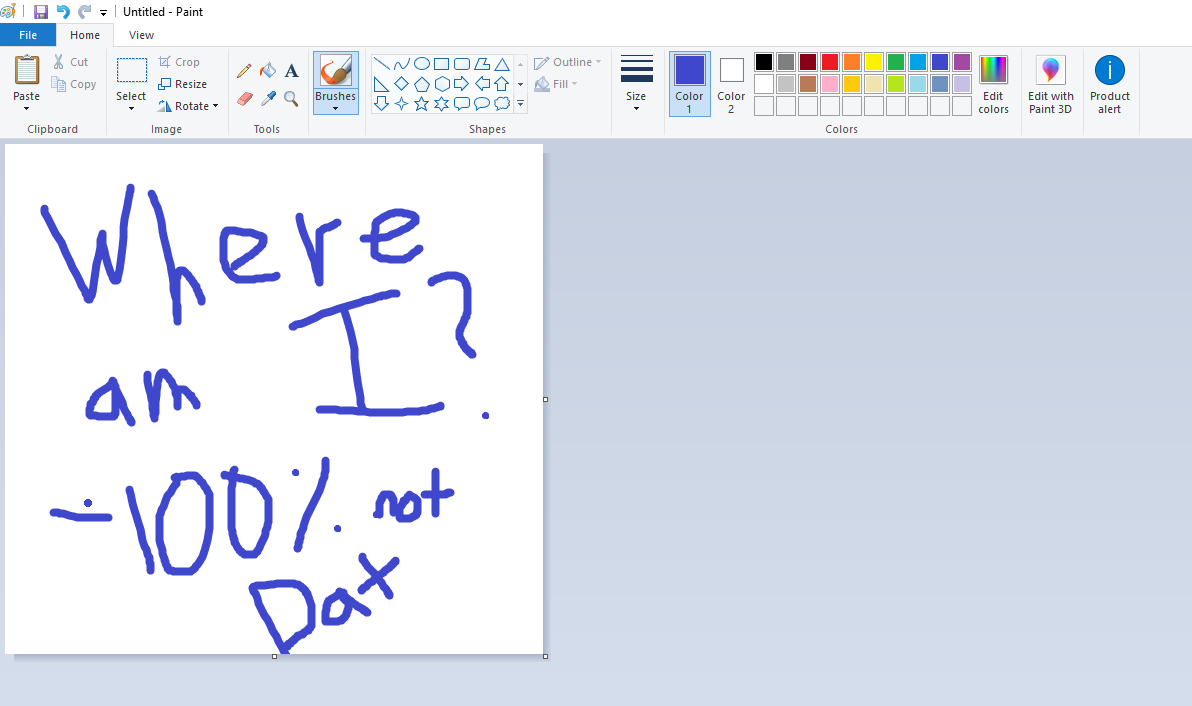 Untitled - Paint
File Home View
Paste Cut Copy Clipboard
Select Crop Resize Rotate Image
A
Tools
Brushes
Outline Fill Shapes
Size
Color 1
Color 2
Edit colors
Colors
Edit with Paint 3D
Product alert
Where
am I?
-100% not
Dax